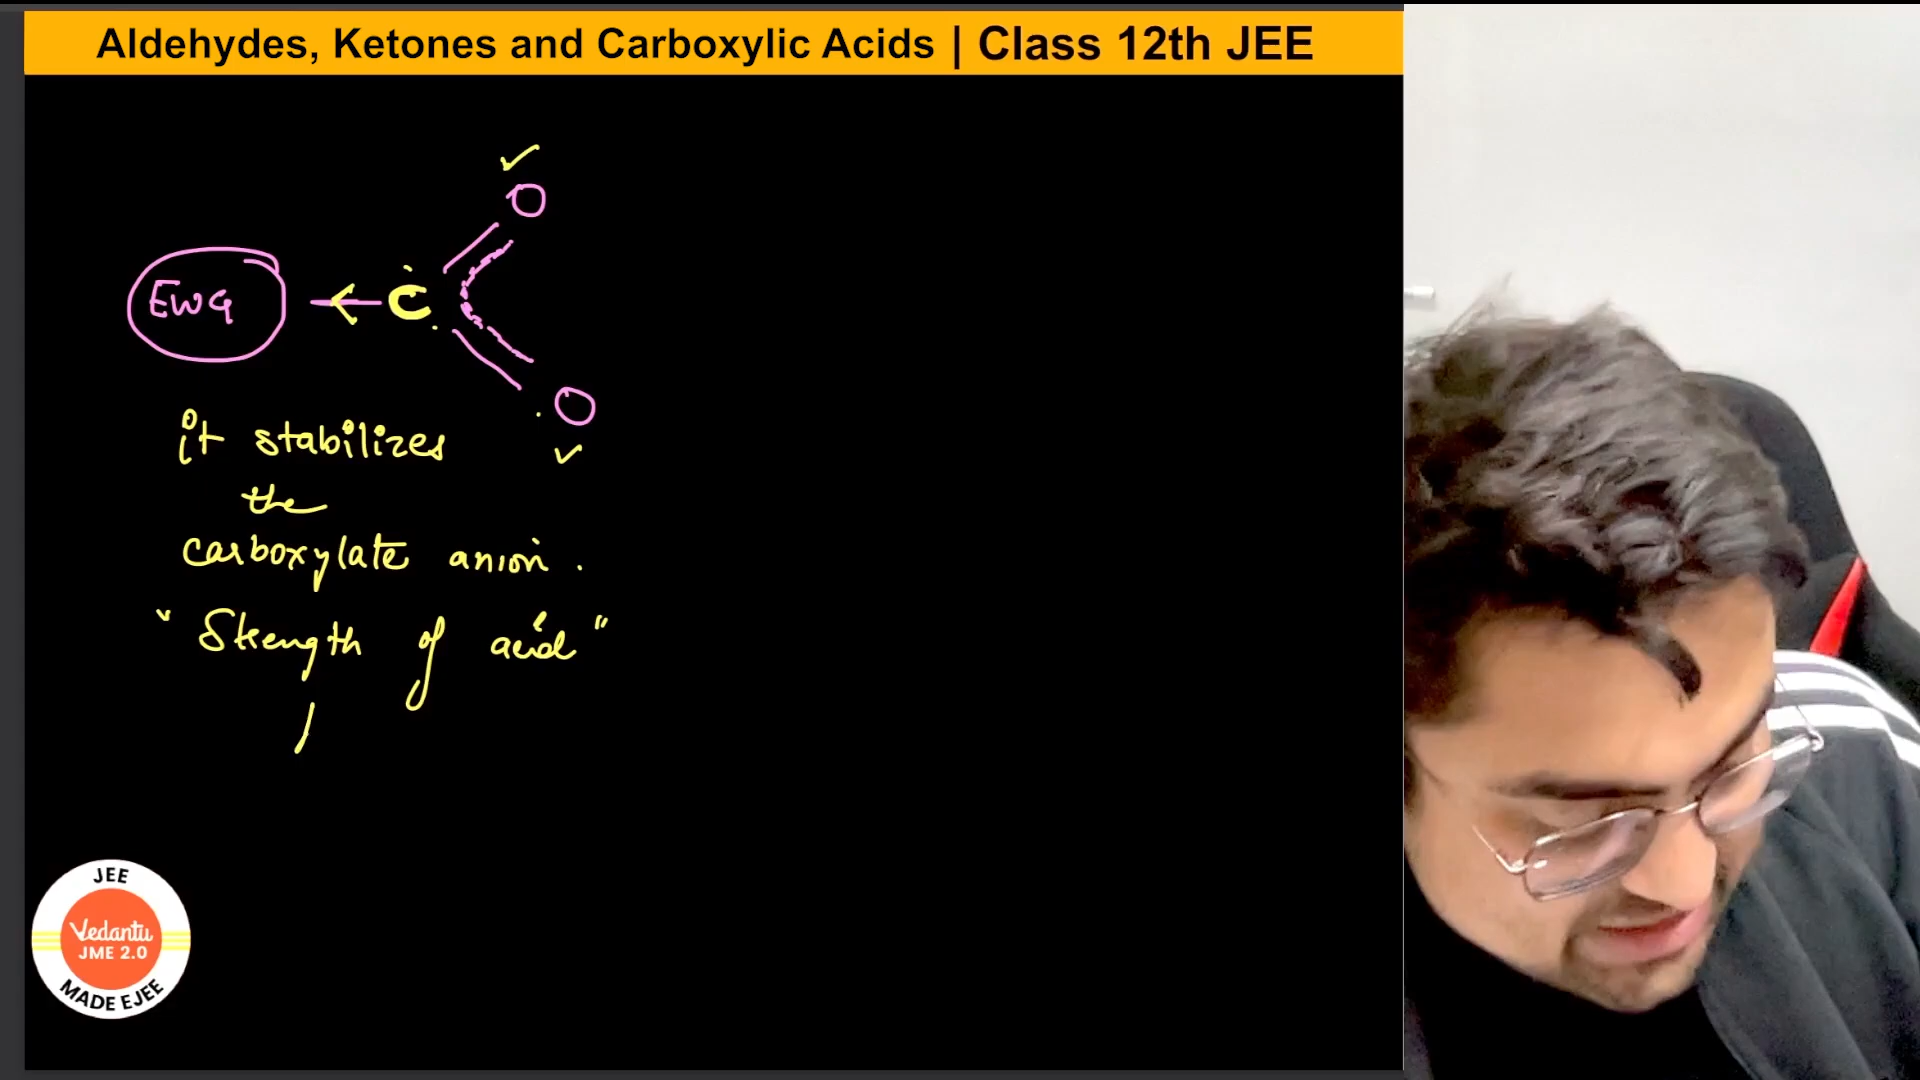 Aldehydes, Ketones and Carboxylic Acids | Class 12th JEE
O
EWG
C
O
it stabilizes
the
carboxylate anion.
"Strength of acid"
JEE
Vedantu
JME 2.0
MADE EJEE